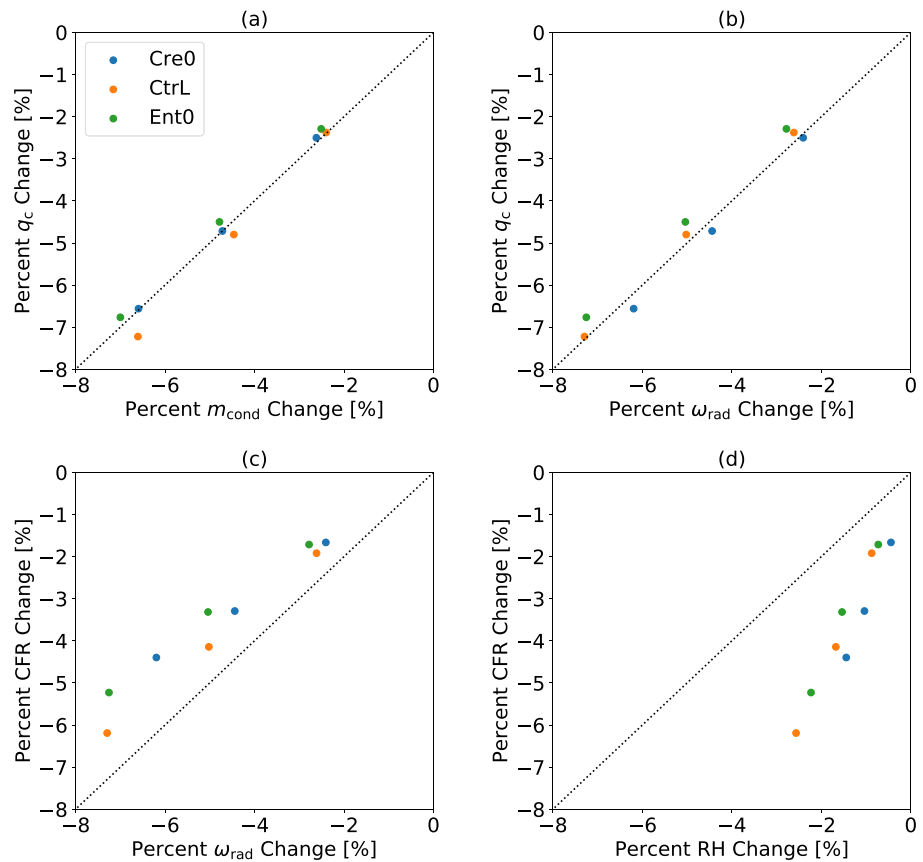 (a)
0
−1
−2
−3
−4
−5
−6
−7
−8
Percent q_c Change [%]
Cre0
CtrL
Ent0
−8 −6 −4 −2 0
Percent m_cond Change [%]
(b)
0
−1
−2
−3
−4
−5
−6
−7
−8
Percent q_c Change [%]
−8 −6 −4 −2 0
Percent ω_rad Change [%]
(c)
0
−1
−2
−3
−4
−5
−6
−7
−8
Percent CFR Change [%]
−8 −6 −4 −2 0
Percent ω_rad Change [%]
(d)
0
−1
−2
−3
−4
−5
−6
−7
−8
Percent CFR Change [%]
−8 −6 −4 −2 0
Percent RH Change [%]